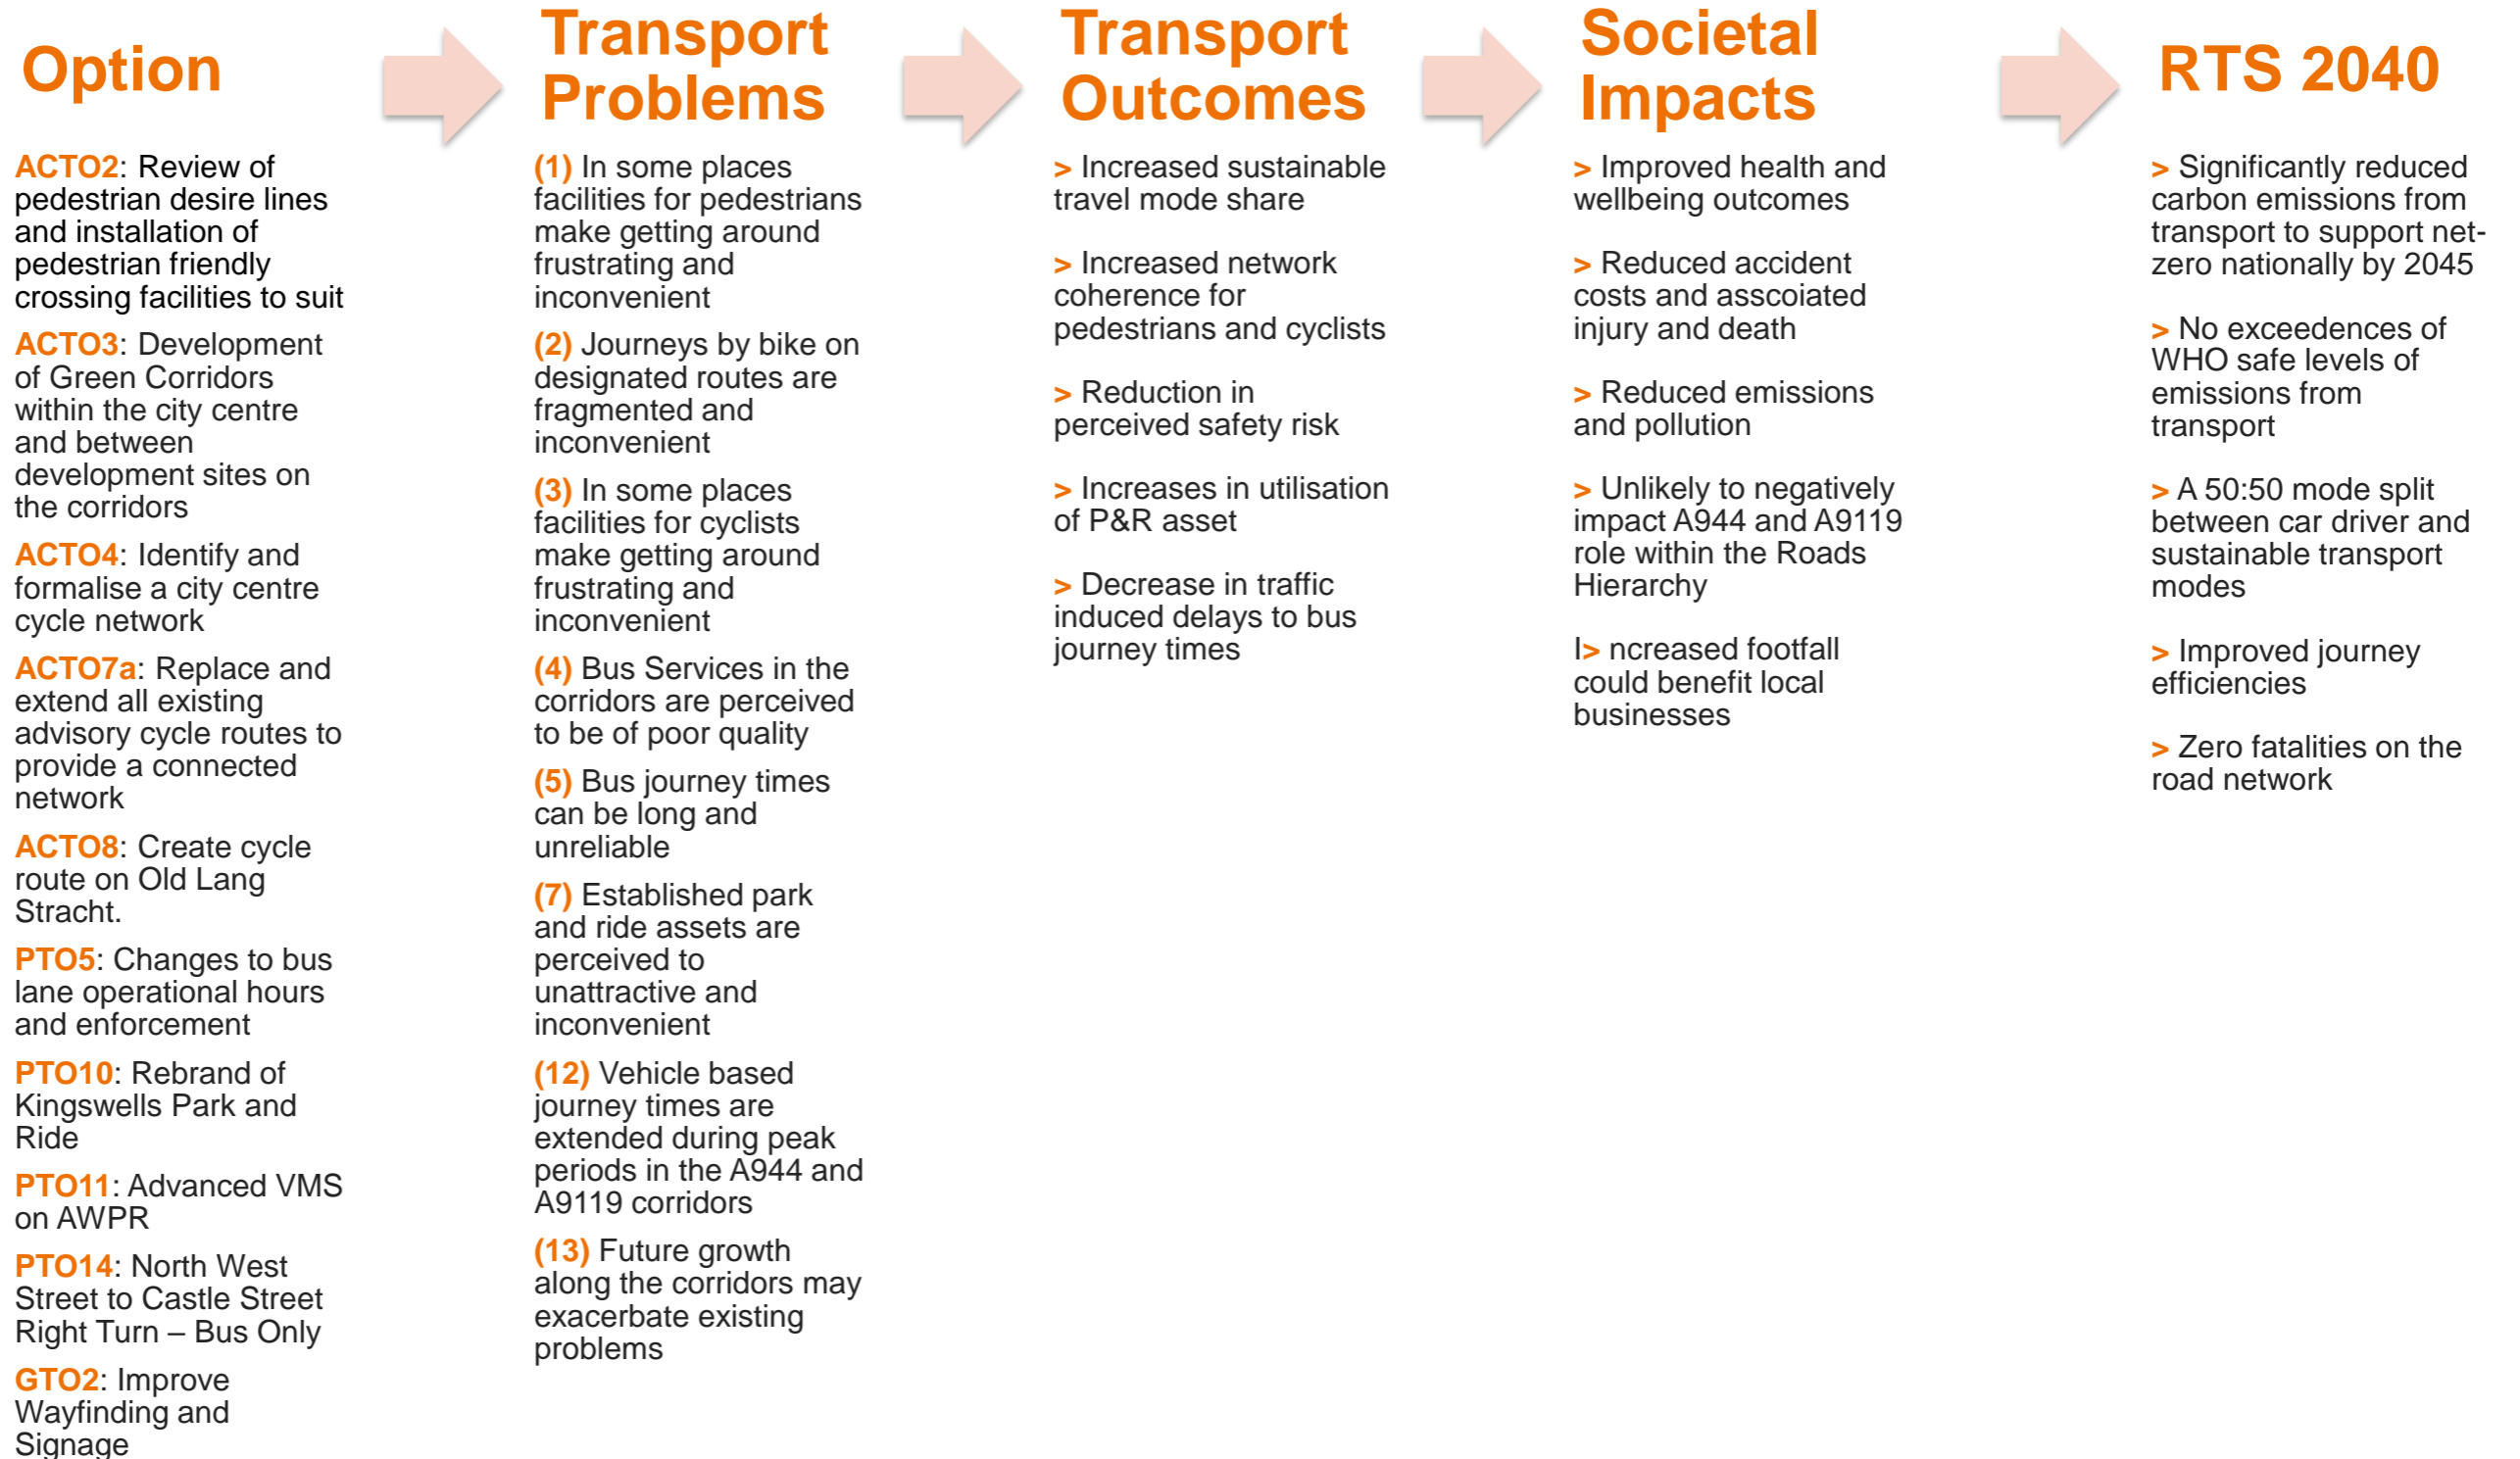 Option
Transport
Problems
Transport
Outcomes
Societal
Impacts
RTS 2040
ACTO2: Review of
pedestrian desire lines
and installation of
pedestrian friendly
crossing facilities to suit
ACTO3: Development
of Green Corridors
within the city centre
and between
development sites on
the corridors
ACTO4: Identify and
formalise a city centre
cycle network
ACTO7a: Replace and
extend all existing
advisory cycle routes to
provide a connected
network
ACTO8: Create cycle
route on Old Lang
Stracht.
PTO5: Changes to bus
lane operational hours
and enforcement
PTO10: Rebrand of
Kingswells Park and
Ride
PTO11: Advanced VMS
on AWPR
PTO14: North West
Street to Castle Street
Right Turn – Bus Only
GTO2: Improve
Wayfinding and
Signage
(1) In some places
facilities for pedestrians
make getting around
frustrating and
inconvenient
(2) Journeys by bike on
designated routes are
fragmented and
inconvenient
(3) In some places
facilities for cyclists
make getting around
frustrating and
inconvenient
(4) Bus Services in the
corridors are perceived
to be of poor quality
(5) Bus journey times
can be long and
unreliable
(7) Established park
and ride assets are
perceived to
unattractive and
inconvenient
(12) Vehicle based
journey times are
extended during peak
periods in the A944 and
A9119 corridors
(13) Future growth
along the corridors may
exacerbate existing
problems
> Increased sustainable
travel mode share
> Increased network
coherence for
pedestrians and cyclists
> Reduction in
perceived safety risk
> Increases in utilisation
of P&R asset
> Decrease in traffic
induced delays to bus
journey times
> Improved health and
wellbeing outcomes
> Reduced accident
costs and asscoiated
injury and death
> Reduced emissions
and pollution
> Unlikely to negatively
impact A944 and A9119
role within the Roads
Hierarchy
I> ncreased footfall
could benefit local
businesses
> Significantly reduced
carbon emissions from
transport to support net-
zero nationally by 2045
> No exceedences of
WHO safe levels of
emissions from
transport
> A 50:50 mode split
between car driver and
sustainable transport
modes
> Improved journey
efficiencies
> Zero fatalities on the
road network